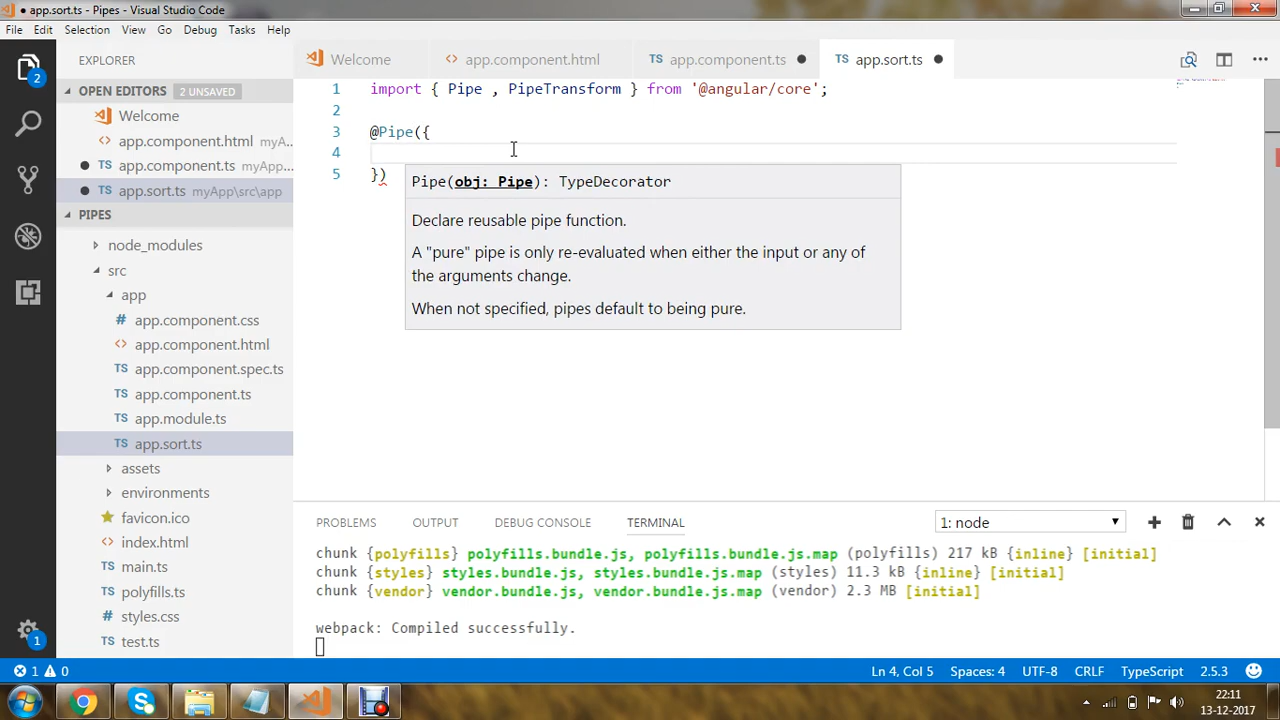 app.sort.ts - Pipes - Visual Studio Code
File Edit Selection View Go Debug Tasks Help
EXPLORER
Welcome
app.component.html
app.component.ts
app.sort.ts
OPEN EDITORS 2 UNSAVED
Welcome
app.component.html myA...
app.component.ts myApp...
app.sort.ts myApp\src\app
PIPES
node_modules
src
app
app.component.css
app.component.html
app.component.spec.ts
app.component.ts
app.module.ts
app.sort.ts
assets
environments
favicon.ico
index.html
main.ts
polyfills.ts
styles.css
test.ts
2
1
1 import { Pipe , PipeTransform } from '@angular/core';
2
3 @Pipe({
4
5 })
Pipe(obj: Pipe): TypeDecorator
Declare reusable pipe function.
A "pure" pipe is only re-evaluated when either the input or any of
the arguments change.
When not specified, pipes default to being pure.
PROBLEMS OUTPUT DEBUG CONSOLE TERMINAL 1: node
chunk {polyfills} polyfills.bundle.js, polyfills.bundle.js.map (polyfills) 217 kB {inline} [initial]
chunk {styles} styles.bundle.js, styles.bundle.js.map (styles) 11.3 kB {inline} [initial]
chunk {vendor} vendor.bundle.js, vendor.bundle.js.map (vendor) 2.3 MB [initial]
webpack: Compiled successfully.
1 0 Ln 4, Col 5 Spaces: 4 UTF-8 CRLF TypeScript 2.5.3
22:11
13-12-2017